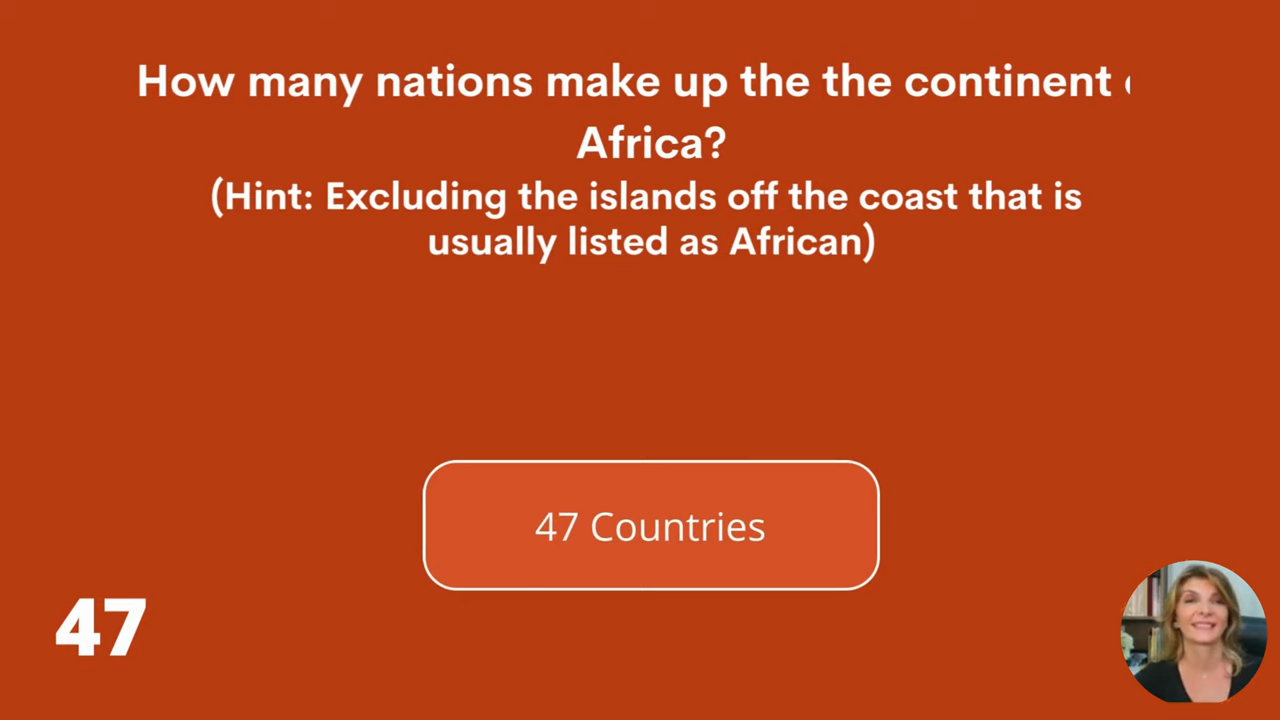 How many nations make up the the continent
Africa?
(Hint: Excluding the islands off the coast that is
usually listed as African)
47 Countries
47